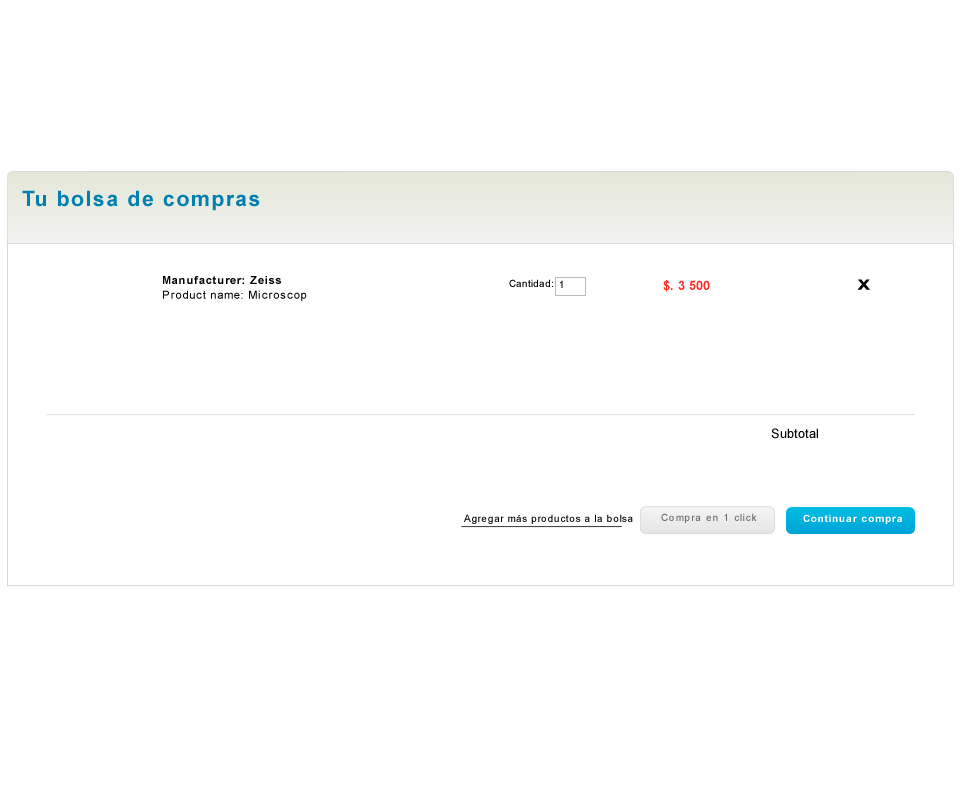 Tu bolsa de compras
Manufacturer: Zeiss
Product name: Microscop
Cantidad: 1
$. 3 500
X
Subtotal
Agregar más productos a la bolsa
Compra en 1 click
Continuar compra